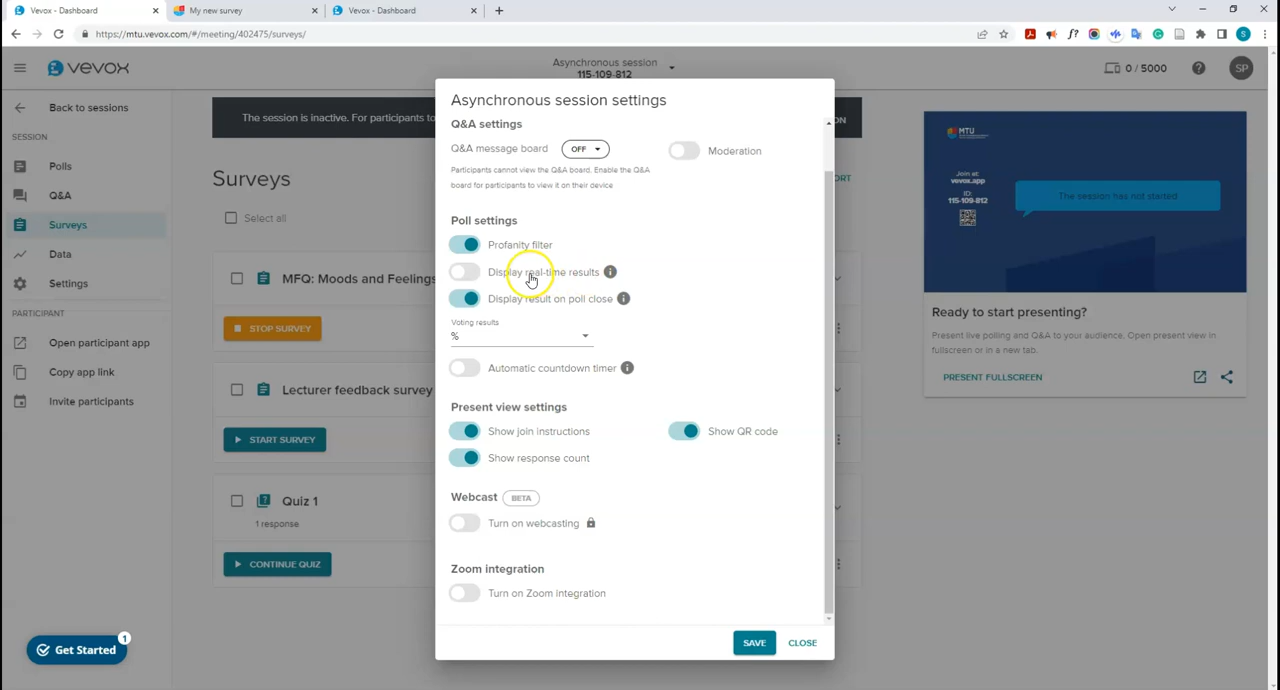 Vevox - Dashboard
My new survey
Vevox - Dashboard
https://mtu.vevox.com/#/meeting/402475/surveys/
vevox
Asynchronous session
115-109-812
0 / 5000
SP
Back to sessions
SESSION
Polls
Q&A
Surveys
Data
Settings
PARTICIPANT
Open participant app
Copy app link
Invite participants
Get Started
1
The session is inactive. For participants to
ON
Surveys
ORT
Select all
MFQ: Moods and Feelings
STOP SURVEY
Lecturer feedback survey
START SURVEY
Quiz 1
1 response
CONTINUE QUIZ
Asynchronous session settings
Q&A settings
Q&A message board
OFF
Moderation
Participants cannot view the Q&A board. Enable the Q&A
board for participants to view it on their device
Poll settings
Profanity filter
Display real-time results
Display result on poll close
Voting results
%
Automatic countdown timer
Present view settings
Show join instructions
Show QR code
Show response count
Webcast BETA
Turn on webcasting
Zoom integration
Turn on Zoom integration
SAVE
CLOSE
MTU
Join at:
vevox.app
ID:
115-109-812
The session has not started
Ready to start presenting?
Present live polling and Q&A to your audience. Open present view in
fullscreen or in a new tab.
PRESENT FULLSCREEN